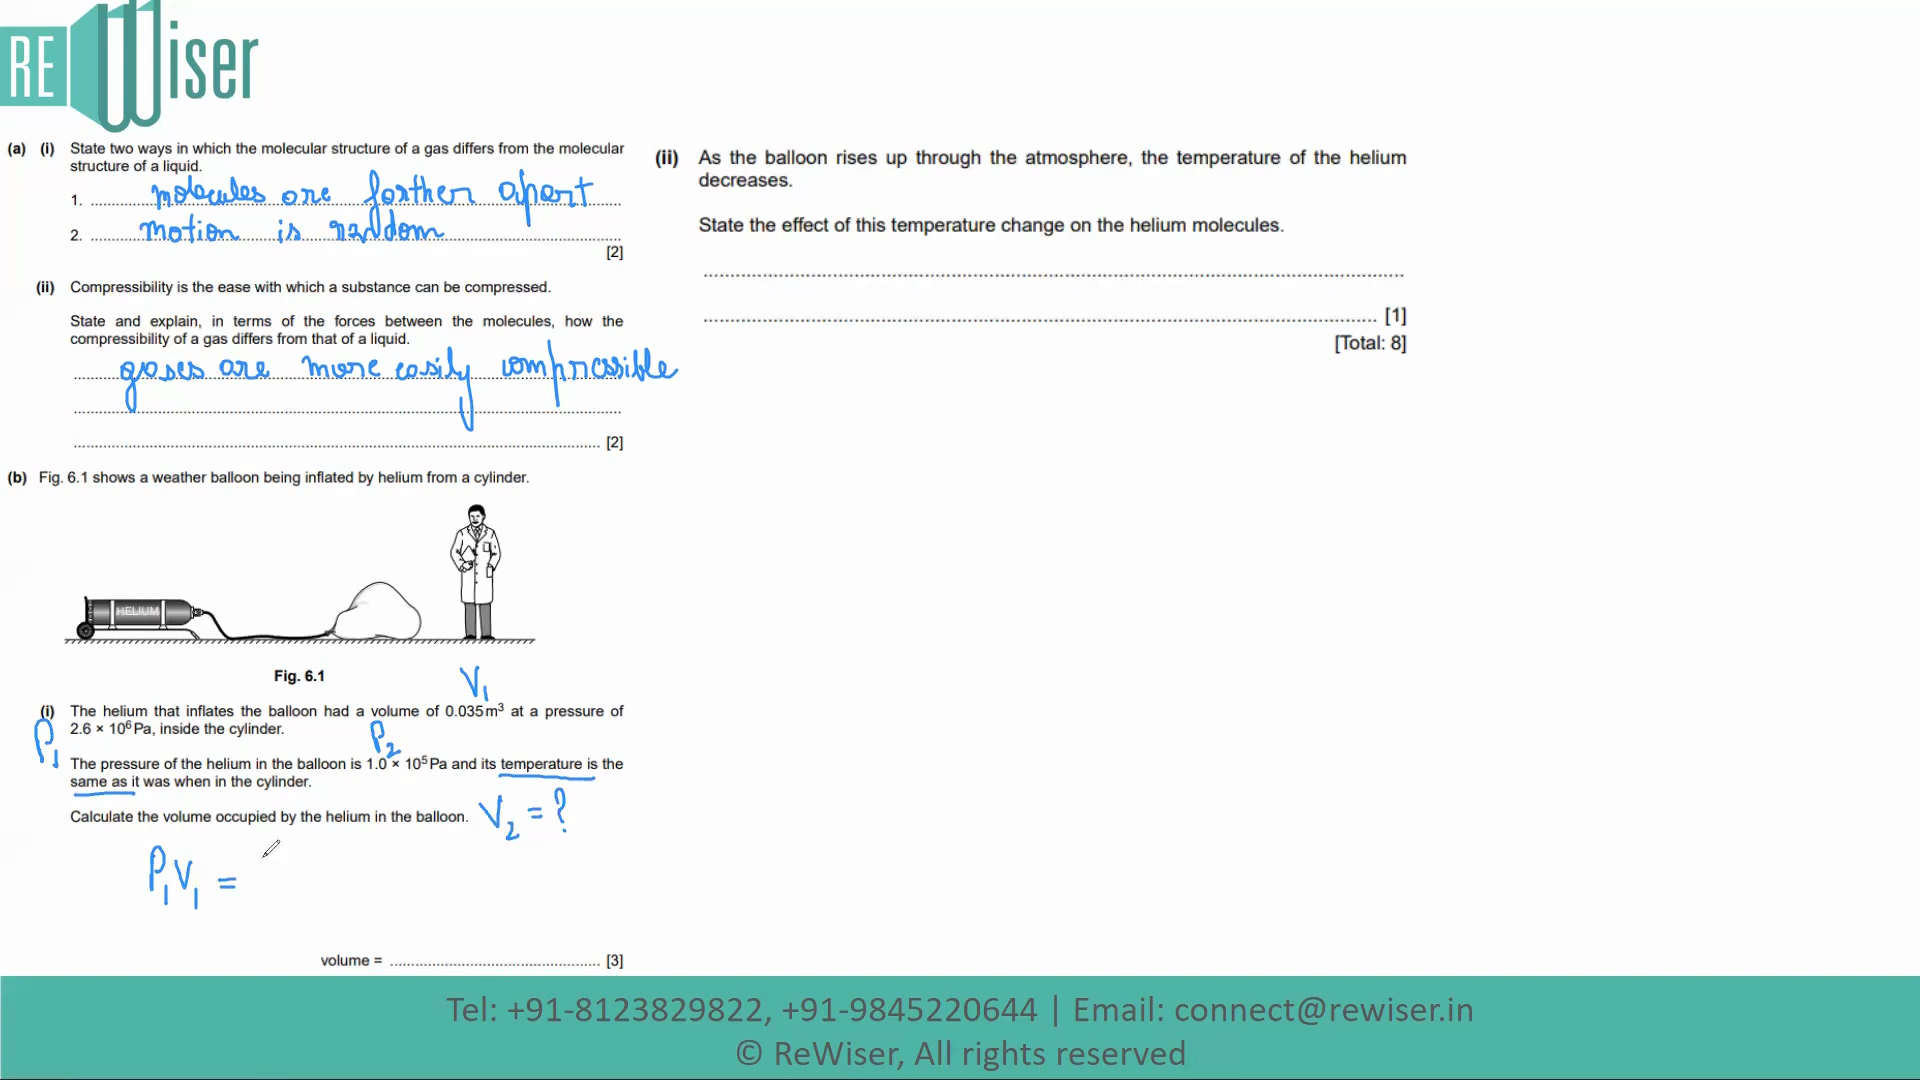 REWiser
(a) (i) State two ways in which the molecular structure of a gas differs from the molecular
structure of a liquid.
1. molecules are farther apart
2. motion is random
[2]
(ii) Compressibility is the ease with which a substance can be compressed.
State and explain, in terms of the forces between the molecules, how the
compressibility of a gas differs from that of a liquid.
gases are more easily compressible
[2]
(b) Fig. 6.1 shows a weather balloon being inflated by helium from a cylinder.
HELIUM
Fig. 6.1
V₁
(i) The helium that inflates the balloon had a volume of 0.035 m³ at a pressure of
P₁ 2.6 × 10⁶ Pa, inside the cylinder.
P₂
The pressure of the helium in the balloon is 1.0 × 10⁵ Pa and its temperature is the
same as it was when in the cylinder.
Calculate the volume occupied by the helium in the balloon. V₂ = ?
P₁V₁ =
volume = .................................................. [3]
(ii) As the balloon rises up through the atmosphere, the temperature of the helium
decreases.
State the effect of this temperature change on the helium molecules.
[1]
[Total: 8]
Tel: +91-8123829822, +91-9845220644 | Email: connect@rewiser.in
© ReWiser, All rights reserved